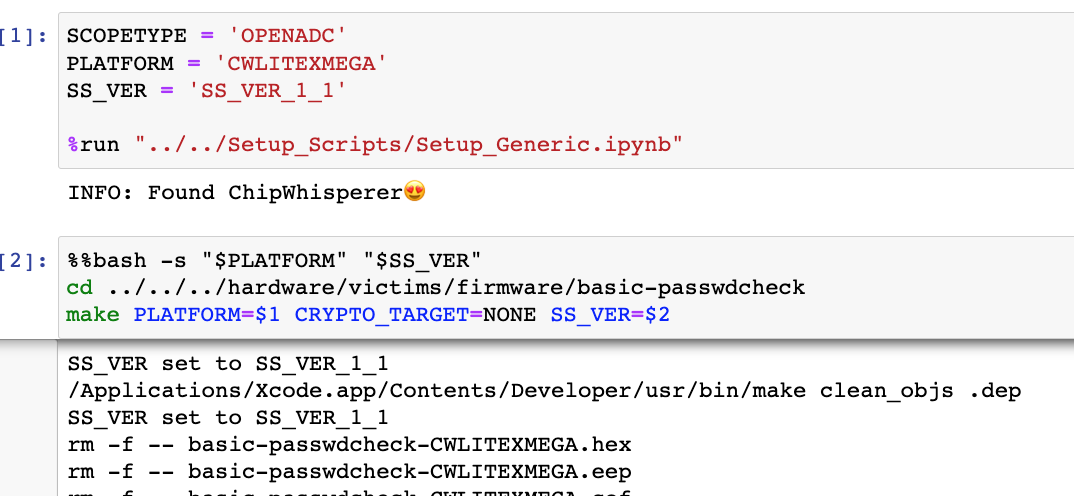 [1]: SCOPETYPE = 'OPENADC'
PLATFORM = 'CWLITEXMEGA'
SS_VER = 'SS_VER_1_1'
%run "../../Setup_Scripts/Setup_Generic.ipynb"
INFO: Found ChipWhisperer😍
[2]: %%bash -s "$PLATFORM" "$SS_VER"
cd ../../../hardware/victims/firmware/basic-passwdcheck
make PLATFORM=$1 CRYPTO_TARGET=NONE SS_VER=$2
SS_VER set to SS_VER_1_1
/Applications/Xcode.app/Contents/Developer/usr/bin/make clean_objs .dep
SS_VER set to SS_VER_1_1
rm -f -- basic-passwdcheck-CWLITEXMEGA.hex
rm -f -- basic-passwdcheck-CWLITEXMEGA.eep